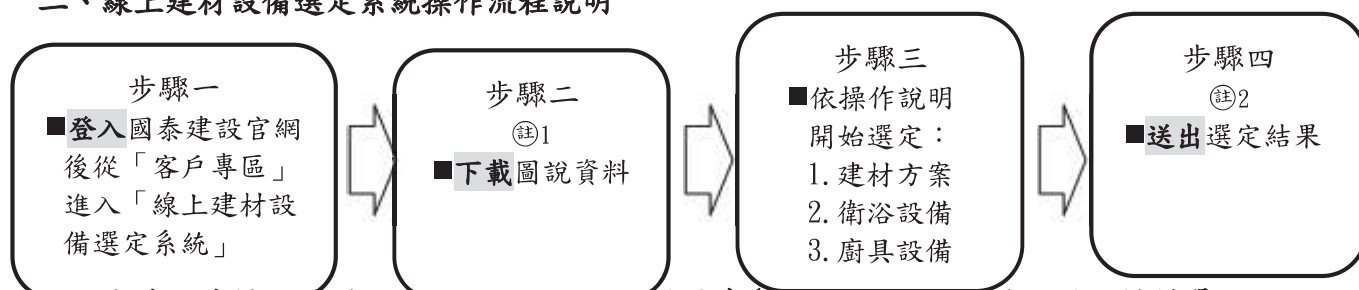 二、線上建材設備選定系統操作流程說明
步驟一
■登入國泰建設官網
後從「客戶專區」
進入「線上建材設
備選定系統」
步驟二
㊟1
■下載圖說資料
步驟三
■依操作說明
開始選定：
1.建材方案
2.衛浴設備
3.廚具設備
步驟四
㊟2
■送出選定結果